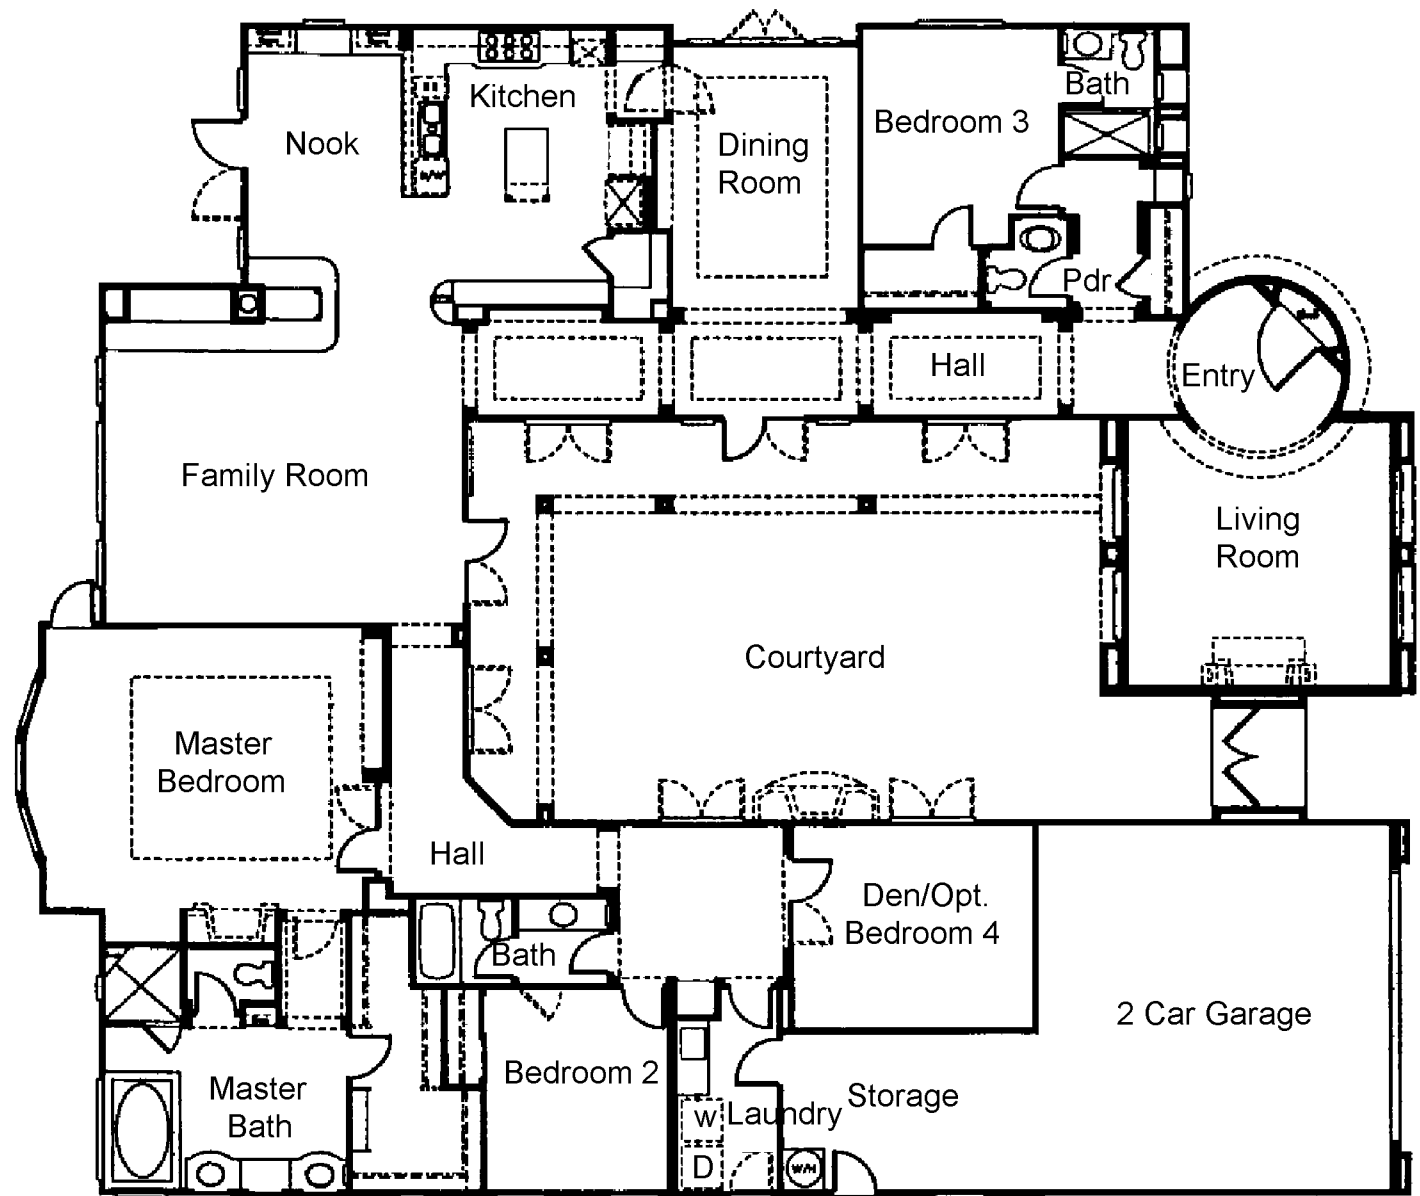 Kitchen
Nook
Dining
Room
Bedroom 3
Bath
Pdr
Hall
Entry
Family Room
Living
Room
Courtyard
Master
Bedroom
Hall
Den/Opt.
Bedroom 4
Bath
2 Car Garage
Bedroom 2
Master
Bath
Storage
Laundry
W
D
W/H